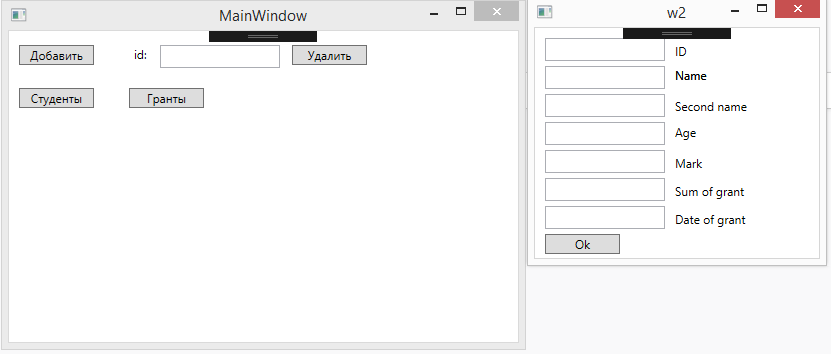 MainWindow
Добавить id: Удалить
Студенты Гранты
w2
ID
Name
Second name
Age
Mark
Sum of grant
Date of grant
Ok